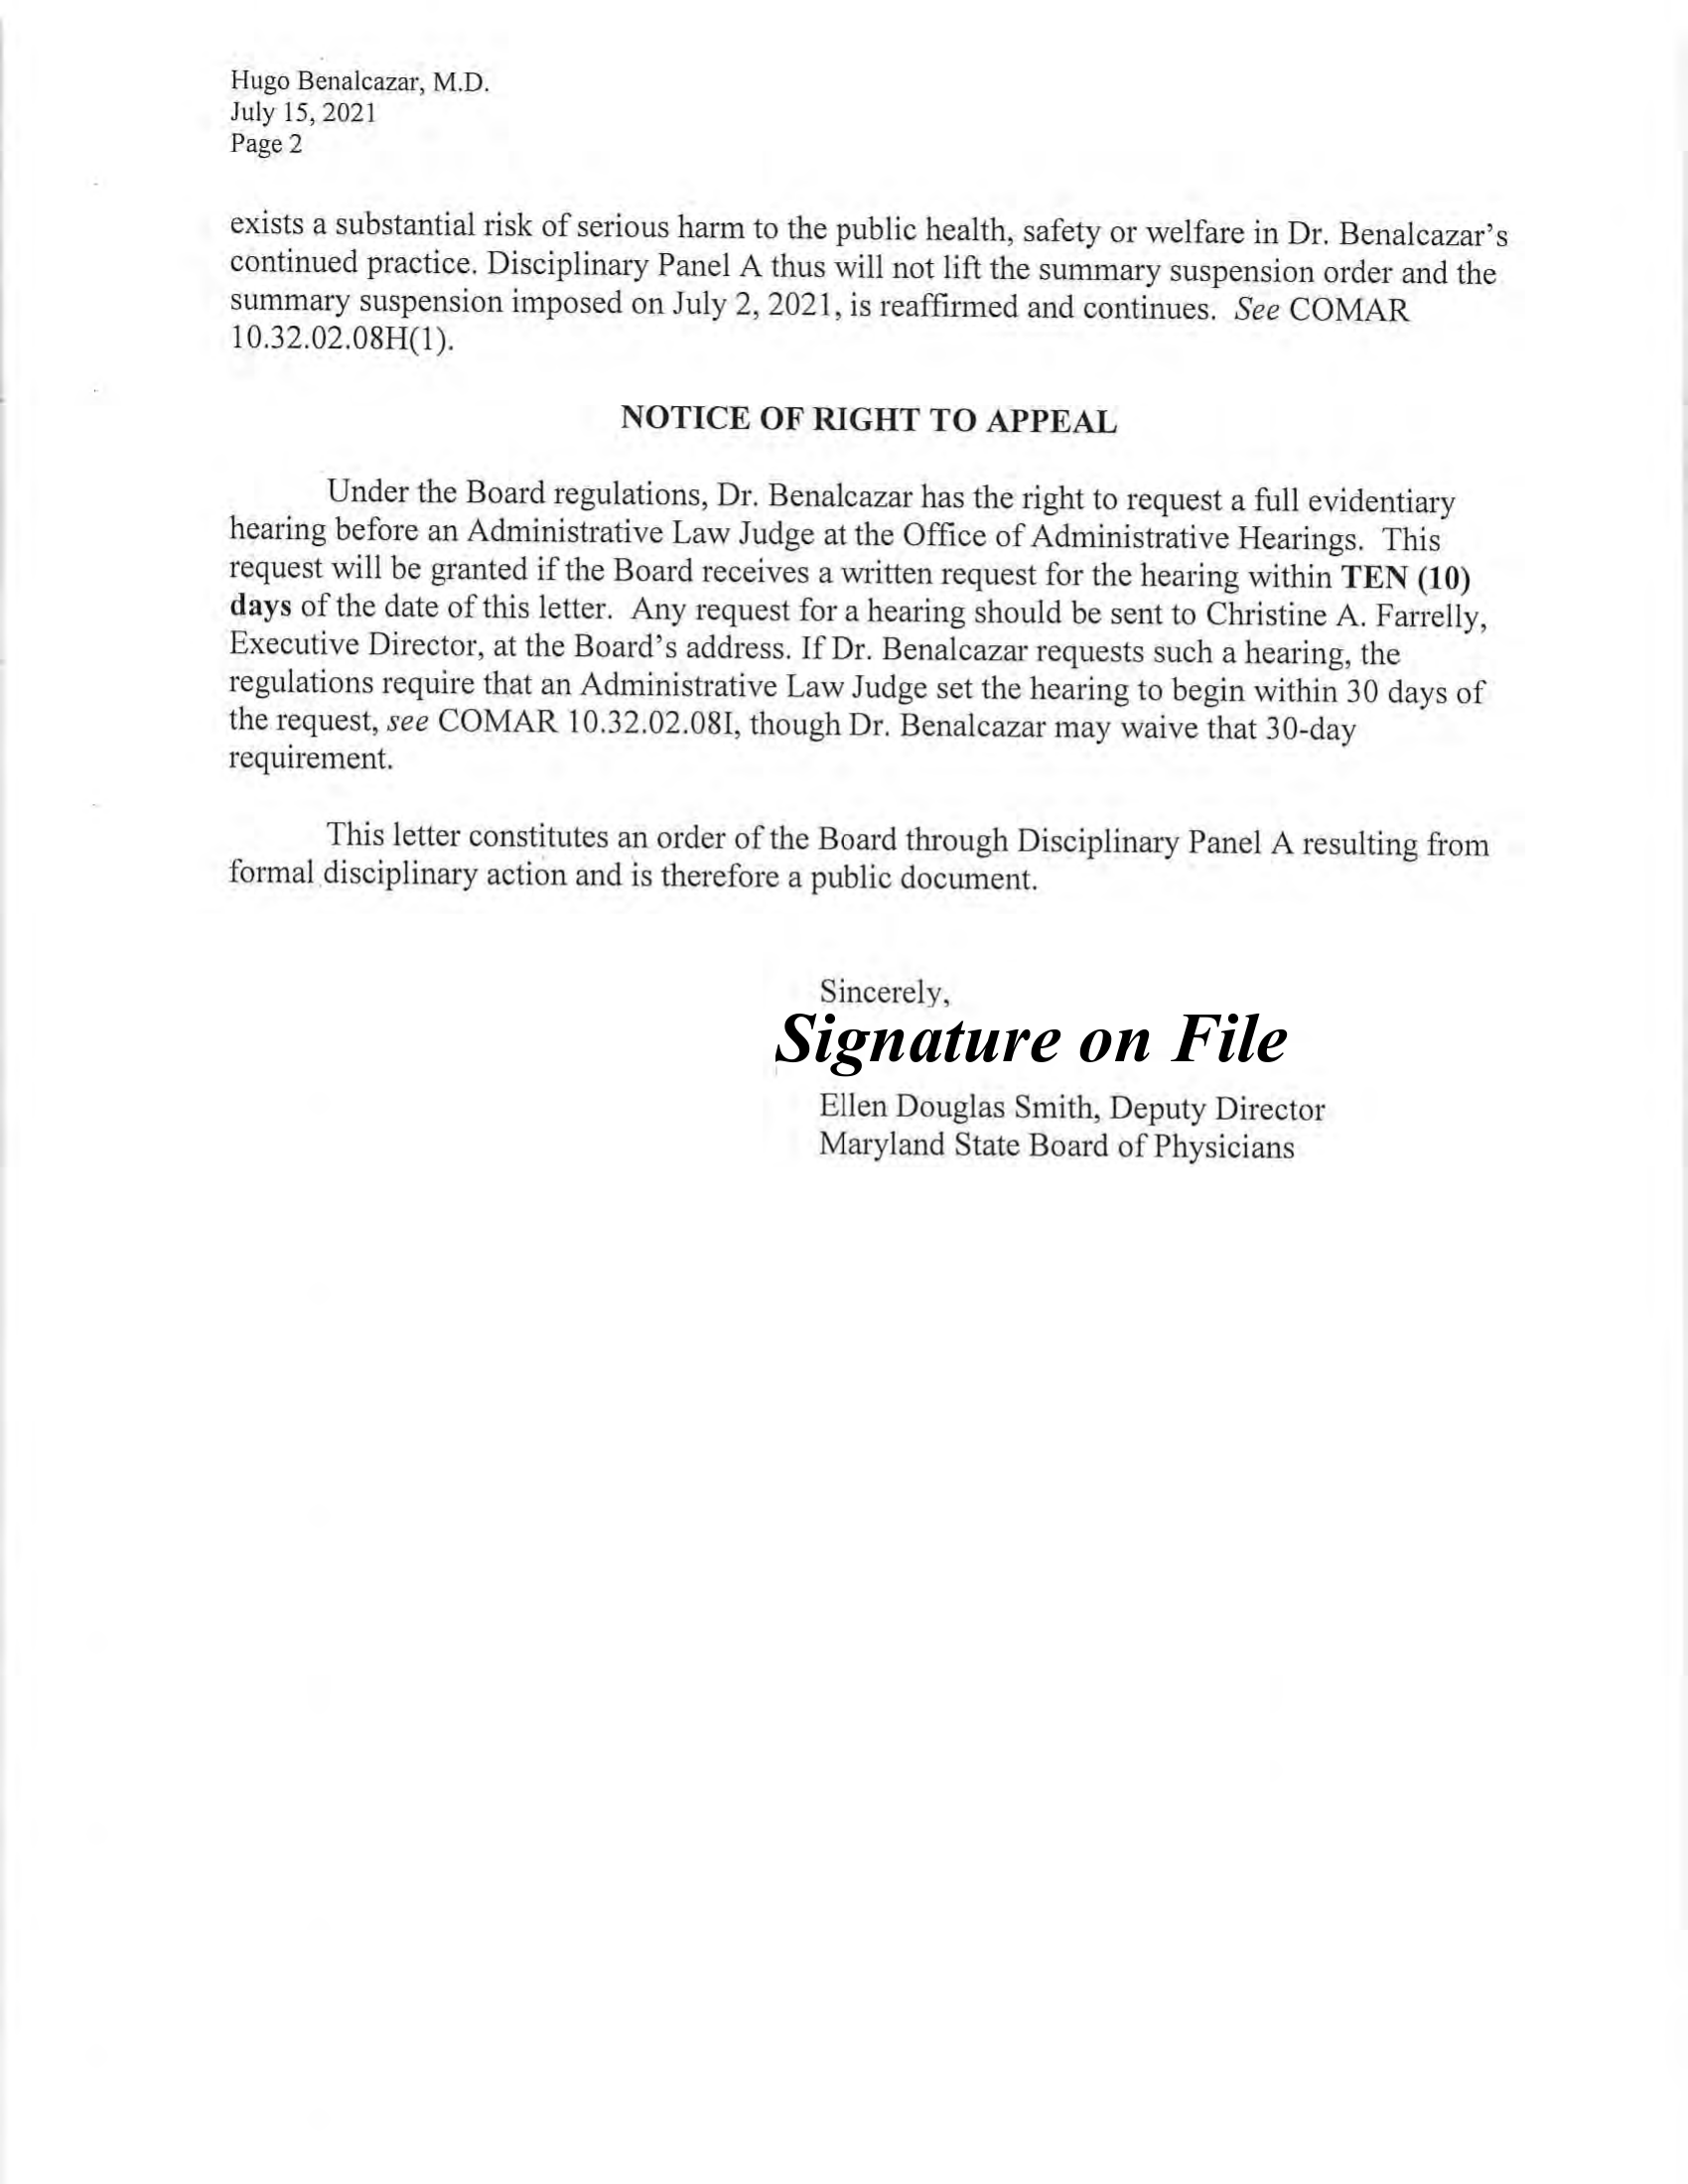 Hugo Benalcazar, M.D.
July 15, 2021
Page 2
exists a substantial risk of serious harm to the public health, safety or welfare in Dr. Benalcazar's
continued practice. Disciplinary Panel A thus will not lift the summary suspension order and the
summary suspension imposed on July 2, 2021, is reaffirmed and continues. See COMAR
10.32.02.08H(1).
NOTICE OF RIGHT TO APPEAL
Under the Board regulations, Dr. Benalcazar has the right to request a full evidentiary
hearing before an Administrative Law Judge at the Office of Administrative Hearings. This
request will be granted if the Board receives a written request for the hearing within TEN (10)
days of the date of this letter. Any request for a hearing should be sent to Christine A. Farrelly,
Executive Director, at the Board's address. If Dr. Benalcazar requests such a hearing, the
regulations require that an Administrative Law Judge set the hearing to begin within 30 days of
the request, see COMAR 10.32.02.08I, though Dr. Benalcazar may waive that 30-day
requirement.
This letter constitutes an order of the Board through Disciplinary Panel A resulting from
formal disciplinary action and is therefore a public document.
Sincerely,
Signature on File
Ellen Douglas Smith, Deputy Director
Maryland State Board of Physicians